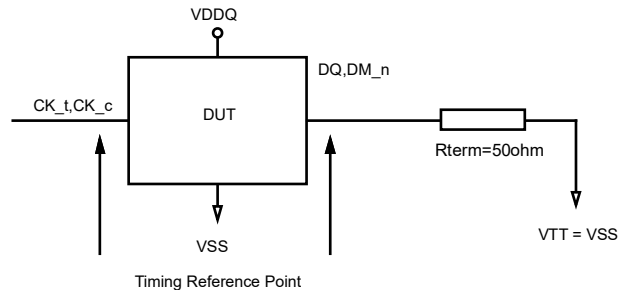 VDDQ
DQ,DM_n
CK_t,CK_c
DUT
Rterm=50ohm
VSS
VTT = VSS
Timing Reference Point